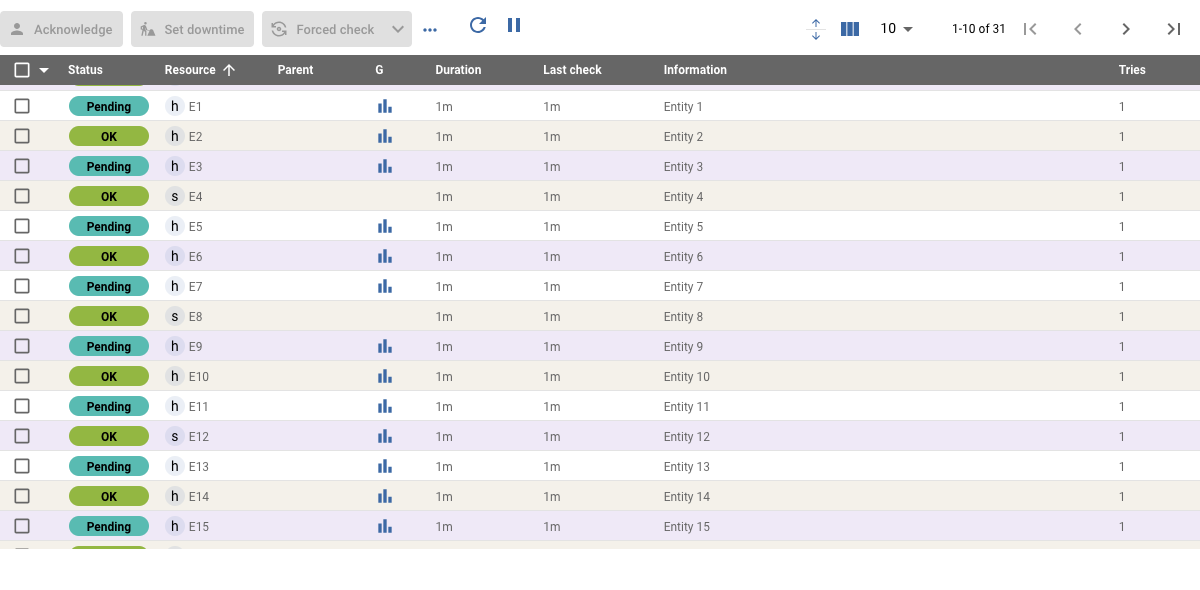 Acknowledge Set downtime Forced check 10 1-10 of 31
Status Resource Parent G Duration Last check Information Tries
Pending h E1 1m 1m Entity 1 1
OK h E2 1m 1m Entity 2 1
Pending h E3 1m 1m Entity 3 1
OK s E4 1m 1m Entity 4 1
Pending h E5 1m 1m Entity 5 1
OK h E6 1m 1m Entity 6 1
Pending h E7 1m 1m Entity 7 1
OK s E8 1m 1m Entity 8 1
Pending h E9 1m 1m Entity 9 1
OK h E10 1m 1m Entity 10 1
Pending h E11 1m 1m Entity 11 1
OK s E12 1m 1m Entity 12 1
Pending h E13 1m 1m Entity 13 1
OK h E14 1m 1m Entity 14 1
Pending h E15 1m 1m Entity 15 1